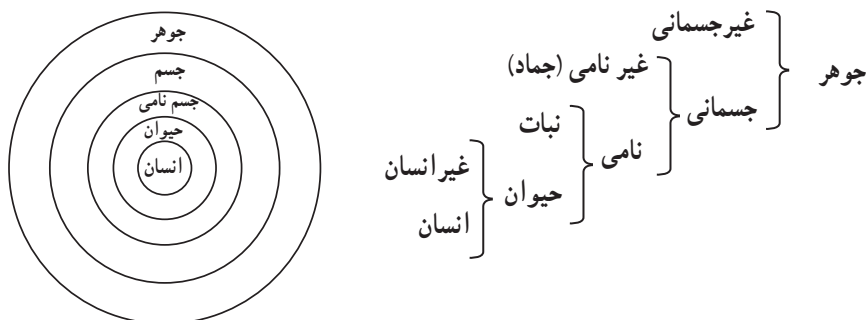 جوهر
جسم
جسم نامی
حیوان
انسان
جوهر
غیرجسمانی
جسمانی
غیر نامی (جماد)
نامی
نبات
حیوان
غیرانسان
انسان